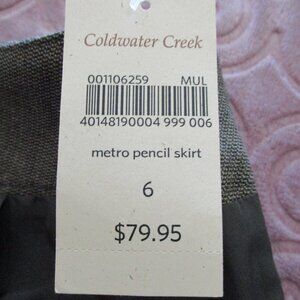 Coldwater Creek
001106259 MUL
40148190004 999 006
metro pencil skirt
6
$79.95